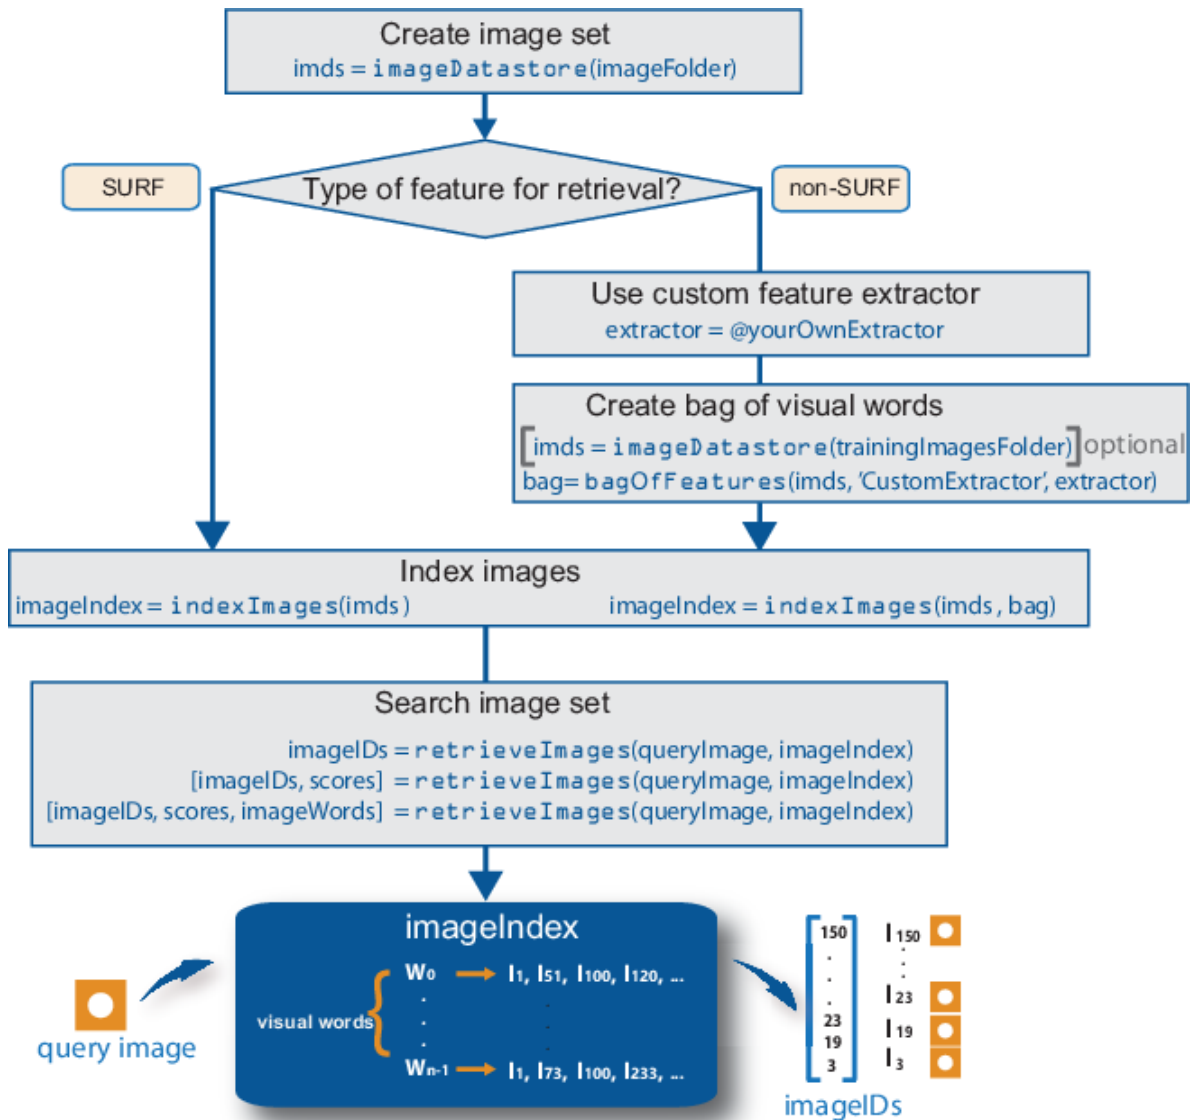 Create image set
imds = imageDatastore(imageFolder)
SURF
Type of feature for retrieval?
non-SURF
Use custom feature extractor
extractor = @yourOwnExtractor
Create bag of visual words
[imds = imageDatastore(trainingImagesFolder)] optional
bag= bagOfFeatures(imds, 'CustomExtractor', extractor)
Index images
imageIndex = indexImages(imds)
imageIndex = indexImages(imds, bag)
Search image set
imageIDs = retrieveImages(queryImage, imageIndex)
[imageIDs, scores] = retrieveImages(queryImage, imageIndex)
[imageIDs, scores, imageWords] = retrieveImages(queryImage, imageIndex)
imageIndex
W0
I1, I51, I100, I120, ...
.
.
.
visual words
Wn-1
I1, I73, I100, I233, ...
query image
150
.
.
.
23
19
3
I150
.
.
.
I23
I19
I3
imageIDs